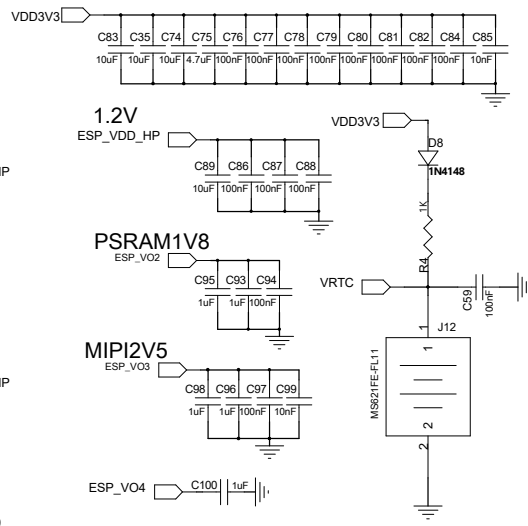 VDD3V3
C83 C35 C74 C75 C76 C77 C78 C79 C80 C81 C82 C84 C85
10uF 10uF 10uF 4.7uF 100nF 100nF 100nF 100nF 100nF 100nF 100nF 100nF 10nF
1.2V
ESP_VDD_HP
C89 C86 C87 C88
10uF 100nF 100nF 100nF
PSRAM1V8
ESP_VO2
C95 C93 C94
1uF 1uF 100nF
MIPI2V5
ESP_VO3
C98 C96 C97 C99
1uF 1uF 100nF 10nF
ESP_VO4
C100 1uF
VDD3V3
D8
1N4148
1K
R4
VRTC
C59
100nF
J12
1
1
MS621FE-FL11
2
2
HP
HP